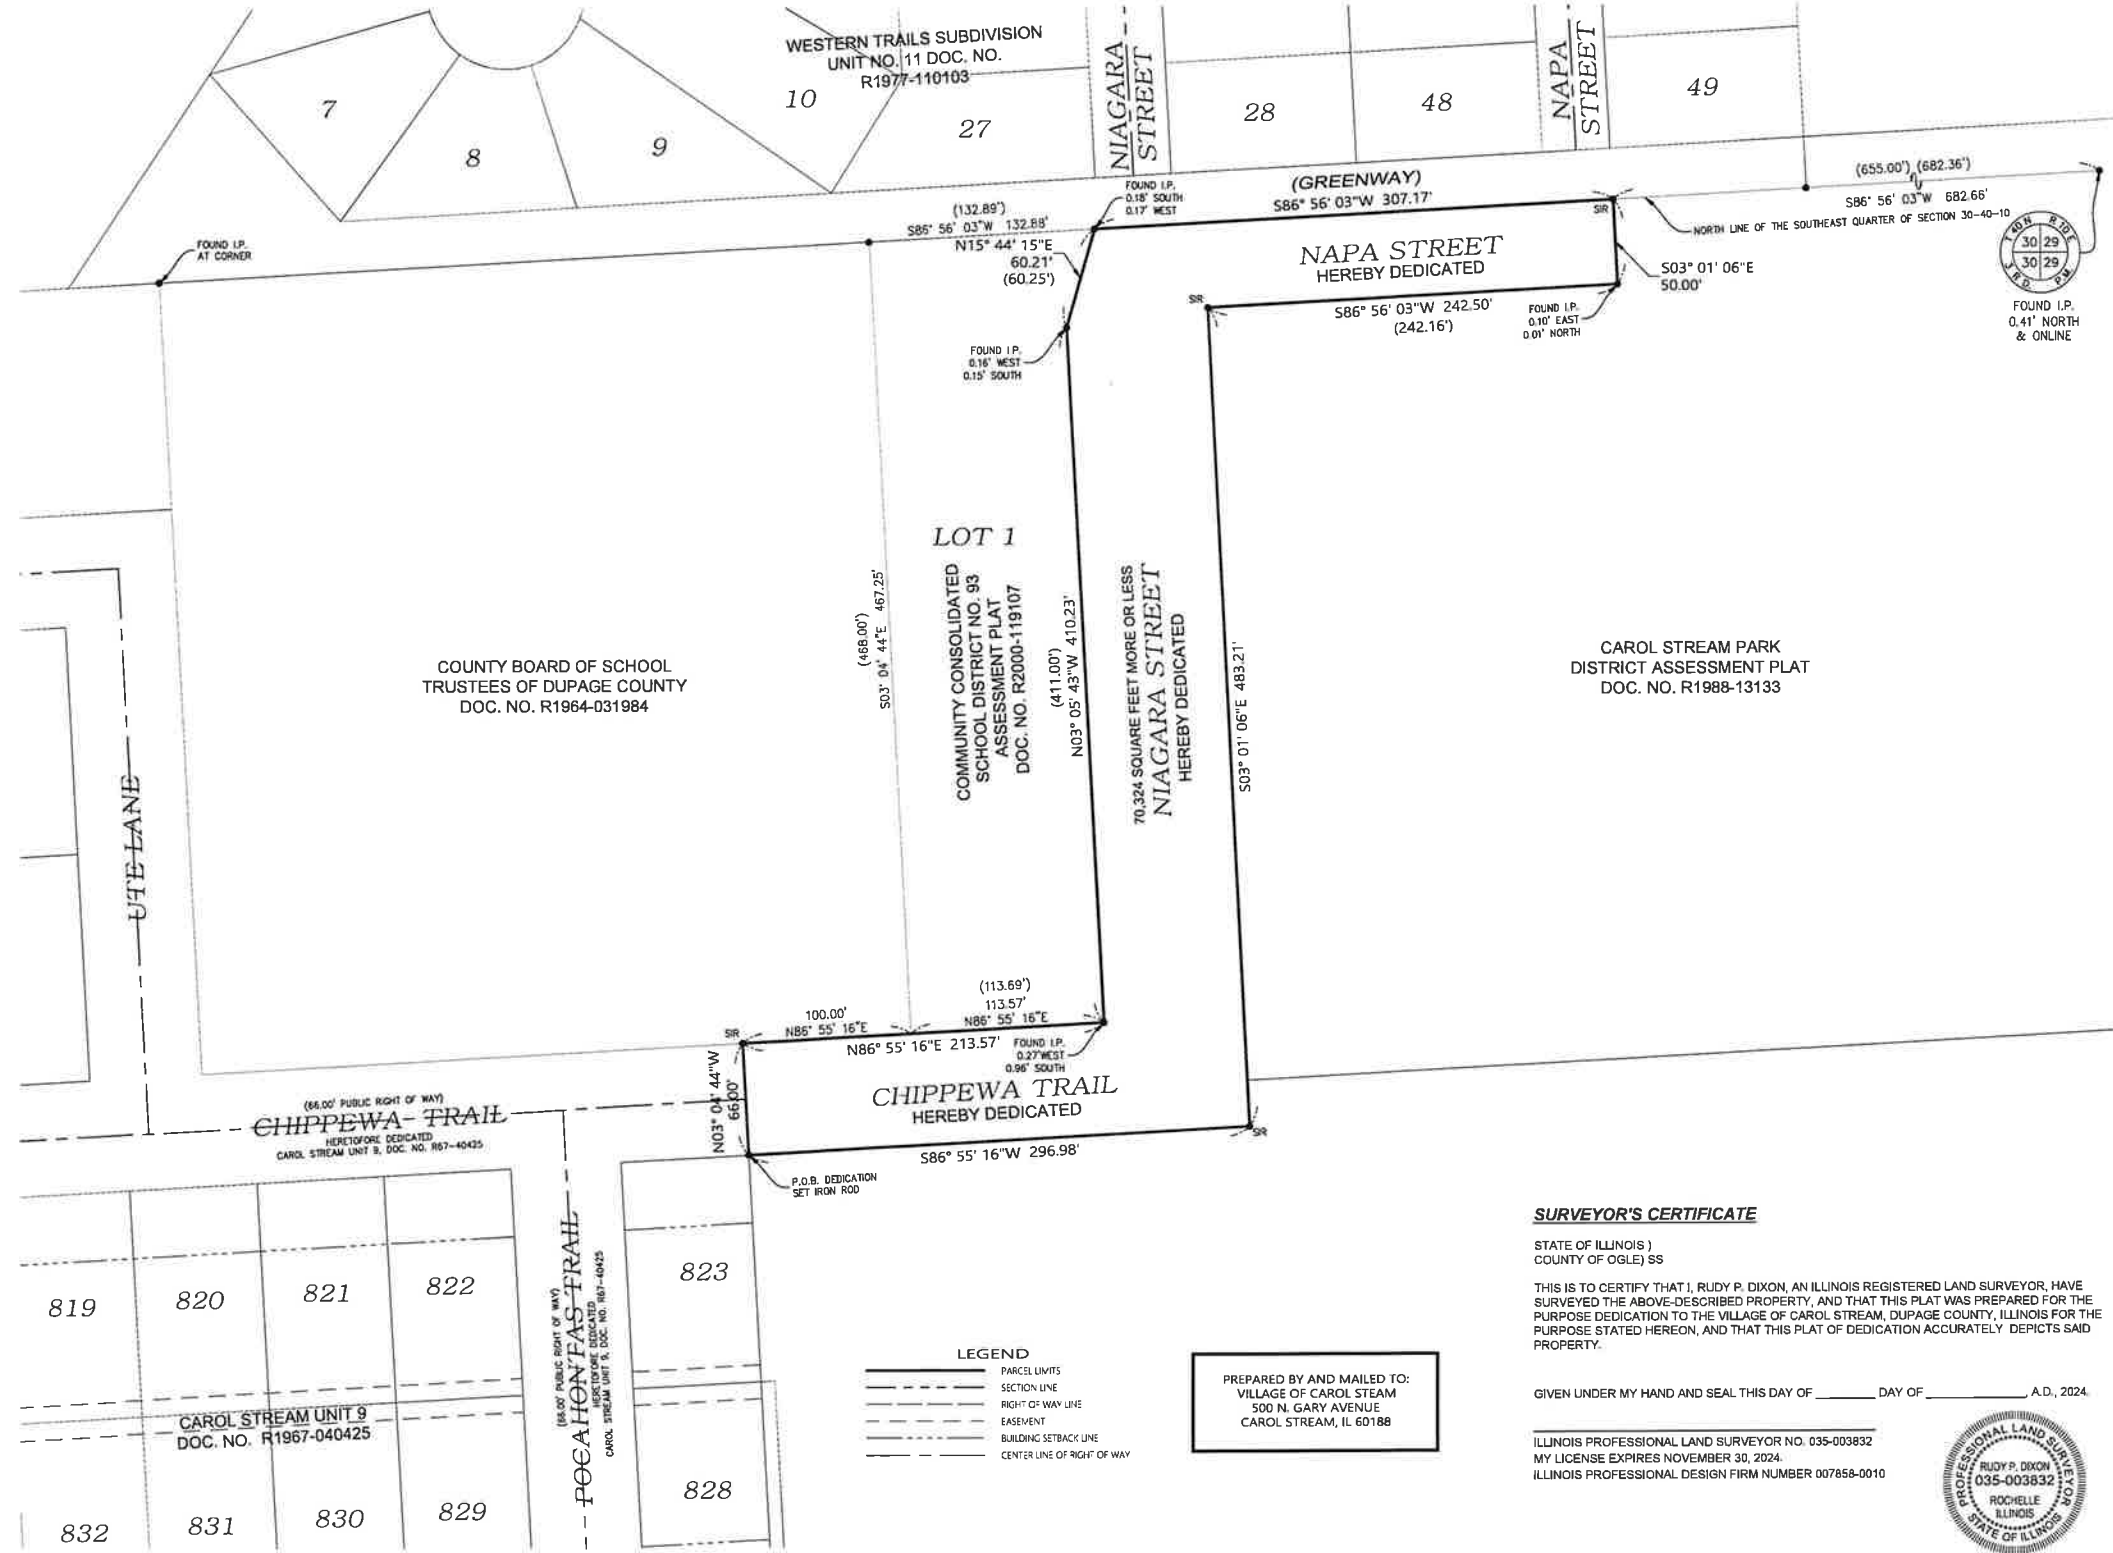 WESTERN TRAILS SUBDIVISION
UNIT NO. 11 DOC. NO.
R1977-110103
7
8
9
10
27
NIAGARA
STREET
28
48
NAPA
STREET
49
(GREENWAY)
S86° 56' 03"W 307.17'
(655.00') (682.36')
S86° 56' 03"W 682.66'
NORTH LINE OF THE SOUTHEAST QUARTER OF SECTION 30-40-10
T 40 N R 10 E
30 29
30 29
3 R D. P.M.
FOUND I.P.
0.41' NORTH
& ONLINE
FOUND I.P.
AT CORNER
(132.89')
S86° 56' 03"W 132.88'
N15° 44' 15"E
60.21'
(60.25')
FOUND I.P.
0.18' SOUTH
0.17' WEST
SIR
NAPA STREET
HEREBY DEDICATED
S03° 01' 06"E
50.00'
SIR
S86° 56' 03"W 242.50'
(242.16')
FOUND I.P.
0.10' EAST
0.01' NORTH
FOUND I.P.
0.16' WEST
0.15' SOUTH
LOT 1
COMMUNITY CONSOLIDATED
SCHOOL DISTRICT NO. 93
ASSESSMENT PLAT
DOC. NO. R2000-119107
(468.00')
S03° 04' 44"E 467.25'
(411.00')
N03° 05' 43"W 410.23'
70,324 SQUARE FEET MORE OR LESS
NIAGARA STREET
HEREBY DEDICATED
S03° 01' 06"E 483.21'
COUNTY BOARD OF SCHOOL
TRUSTEES OF DUPAGE COUNTY
DOC. NO. R1964-031984
CAROL STREAM PARK
DISTRICT ASSESSMENT PLAT
DOC. NO. R1988-13133
UTE LANE
(113.69')
113.57'
N86° 55' 16"E
100.00'
N86° 55' 16"E
SIR
N86° 55' 16"E 213.57'
FOUND I.P.
0.27' WEST
0.96' SOUTH
N03° 04' 44"W
66.00'
CHIPPEWA TRAIL
HEREBY DEDICATED
SIR
S86° 55' 16"W 296.98'
P.O.B. DEDICATION
SET IRON ROD
(66.00' PUBLIC RIGHT OF WAY)
CHIPPEWA TRAIL
HERETOFORE DEDICATED
CAROL STREAM UNIT 9, DOC. NO. R67-40425
(66.00' PUBLIC RIGHT OF WAY)
POCAHONTAS TRAIL
HERETOFORE DEDICATED
CAROL STREAM UNIT 9, DOC. NO. R67-40425
819
820
821
822
823
CAROL STREAM UNIT 9
DOC. NO. R1967-040425
832
831
830
829
828
LEGEND
PARCEL LIMITS
SECTION LINE
RIGHT OF WAY LINE
EASEMENT
BUILDING SETBACK LINE
CENTER LINE OF RIGHT OF WAY
PREPARED BY AND MAILED TO:
VILLAGE OF CAROL STEAM
500 N. GARY AVENUE
CAROL STREAM, IL 60188
SURVEYOR'S CERTIFICATE
STATE OF ILLINOIS )
COUNTY OF OGLE) SS
THIS IS TO CERTIFY THAT I, RUDY P. DIXON, AN ILLINOIS REGISTERED LAND SURVEYOR, HAVE
SURVEYED THE ABOVE-DESCRIBED PROPERTY, AND THAT THIS PLAT WAS PREPARED FOR THE
PURPOSE DEDICATION TO THE VILLAGE OF CAROL STREAM, DUPAGE COUNTY, ILLINOIS FOR THE
PURPOSE STATED HEREON, AND THAT THIS PLAT OF DEDICATION ACCURATELY DEPICTS SAID
PROPERTY.
GIVEN UNDER MY HAND AND SEAL THIS DAY OF ________ DAY OF ____________, A.D., 2024.
ILLINOIS PROFESSIONAL LAND SURVEYOR NO. 035-003832
MY LICENSE EXPIRES NOVEMBER 30, 2024.
ILLINOIS PROFESSIONAL DESIGN FIRM NUMBER 007858-0010
PROFESSIONAL LAND SURVEYOR
RUDY P. DIXON
035-003832
ROCHELLE
ILLINOIS
STATE OF ILLINOIS